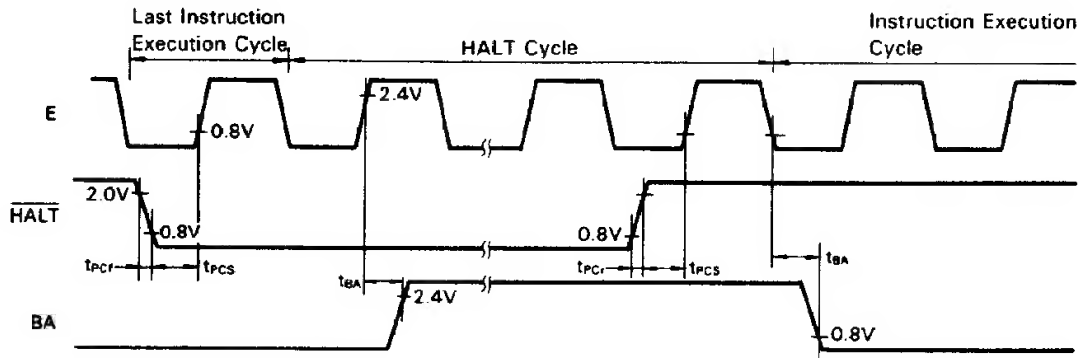 Last Instruction
Execution Cycle
HALT Cycle
Instruction Execution
Cycle
E
2.4V
0.8V
2.0V
HALT
0.8V
0.8V
tPCf
tPCS
tBA
tPCr
tPCS
tBA
2.4V
BA
0.8V